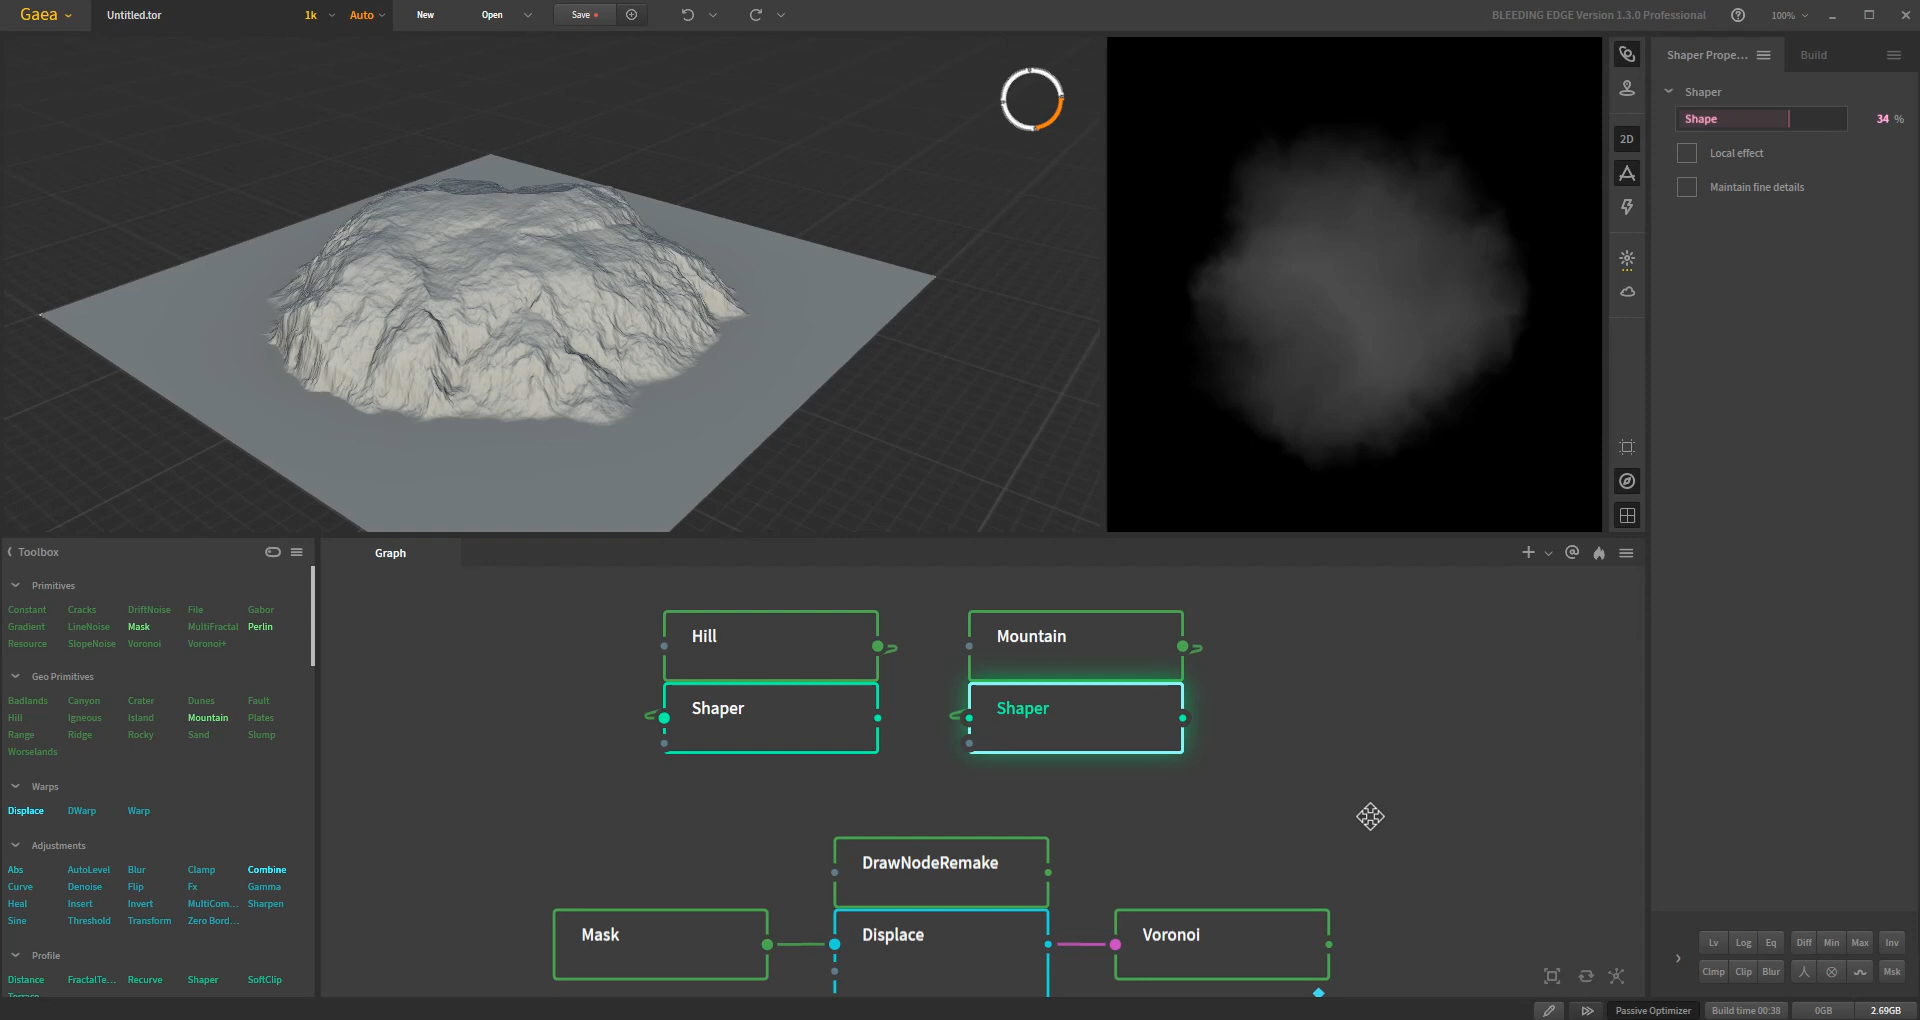 Gaea Untitled.tor 1k Auto New Open Save BLEEDING EDGE Version 1.3.0 Professional 100%
Shaper Prope... Build
Shaper
Shape 34 %
Local effect
Maintain fine details
2D
Toolbox
Primitives
Constant Cracks DriftNoise File Gabor
Gradient LineNoise Mask MultiFractal Perlin
Resource SlopeNoise Voronoi Voronoi+
Geo Primitives
Badlands Canyon Crater Dunes Fault
Hill Igneous Island Mountain Plates
Range Ridge Rocky Sand Slump
Worselands
Warps
Displace DWarp Warp
Adjustments
Abs AutoLevel Blur Clamp Combine
Curve Denoise Flip Fx Gamma
Heal Insert Invert MultiCom... Sharpen
Sine Threshold Transform Zero Bord...
Profile
Distance FractalTe... Recurve Shaper SoftClip
Terrace
Graph
Hill Mountain
Shaper Shaper
DrawNodeRemake
Mask Displace Voronoi
Lv Log Eq Diff Min Max Inv
Clmp Clip Blur Msk
Passive Optimizer Build time 00:38 0GB 2.69GB